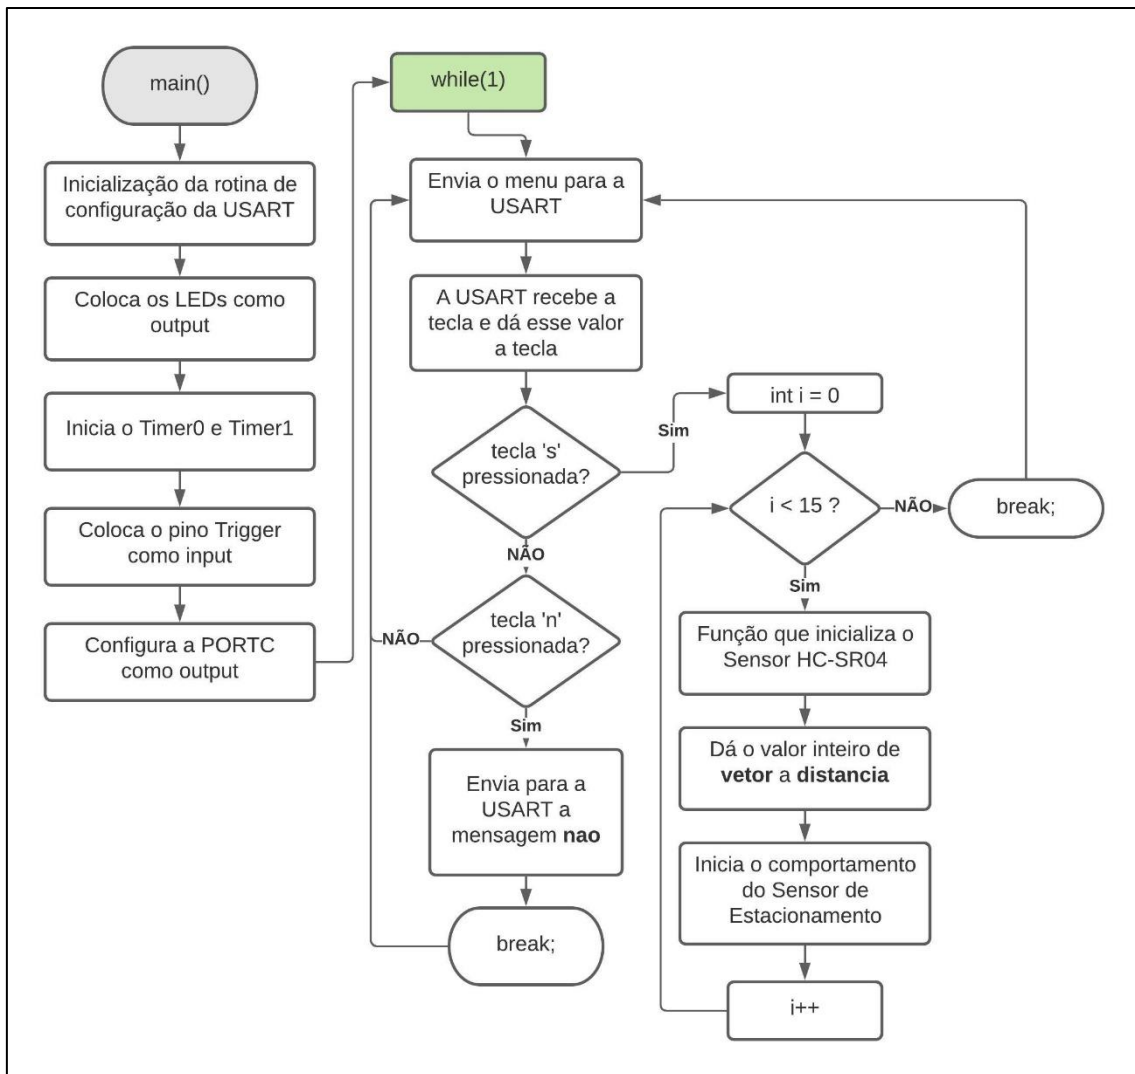 main()
Inicialização da rotina de
configuração da USART
Coloca os LEDs como
output
Inicia o Timer0 e Timer1
Coloca o pino Trigger
como input
Configura a PORTC
como output
while(1)
Envia o menu para a
USART
A USART recebe a
tecla e dá esse valor
a tecla
tecla 's'
pressionada?
Sim
NÃO
tecla 'n'
pressionada?
NÃO
Sim
Envia para a
USART a
mensagem nao
break;
int i = 0
i < 15 ?
NÃO
break;
Sim
Função que inicializa o
Sensor HC-SR04
Dá o valor inteiro de
vetor a distancia
Inicia o comportamento
do Sensor de
Estacionamento
i++